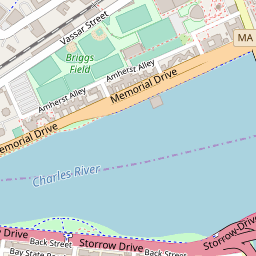 Vassar Street
MA
Briggs
Field
Amherst Alley
Amherst Alley
Memorial Drive
Memorial Drive
Charles River
Drive
Storrow Drive
Back Street
Storrow Drive
Back Street
Bay State Road